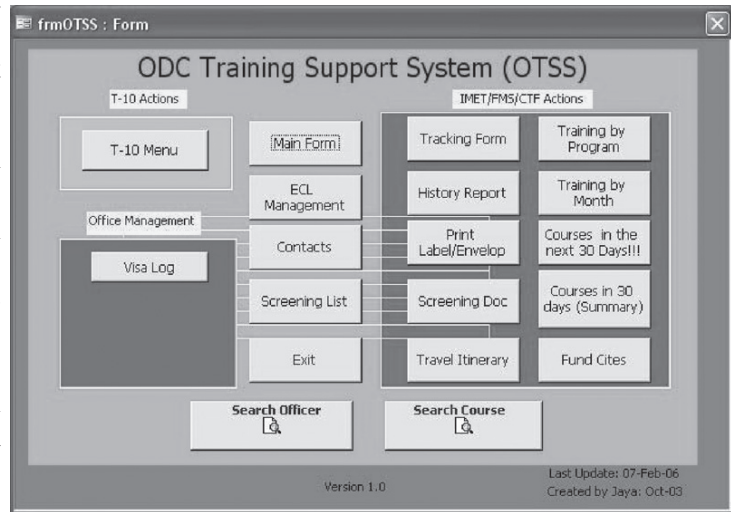 frmOTSS : Form
ODC Training Support System (OTSS)
T-10 Actions
IMET/FMS/CTF Actions
T-10 Menu
Main Form
Tracking Form
Training by
Program
ECL
Management
History Report
Training by
Month
Office Management
Visa Log
Contacts
Print
Label/Envelop
Courses in the
next 30 Days!!!
Screening List
Screening Doc
Courses in 30
days (Summary)
Exit
Travel Itinerary
Fund Cites
Search Officer
Search Course
Version 1.0
Last Update: 07-Feb-06
Created by Jaya: Oct-03